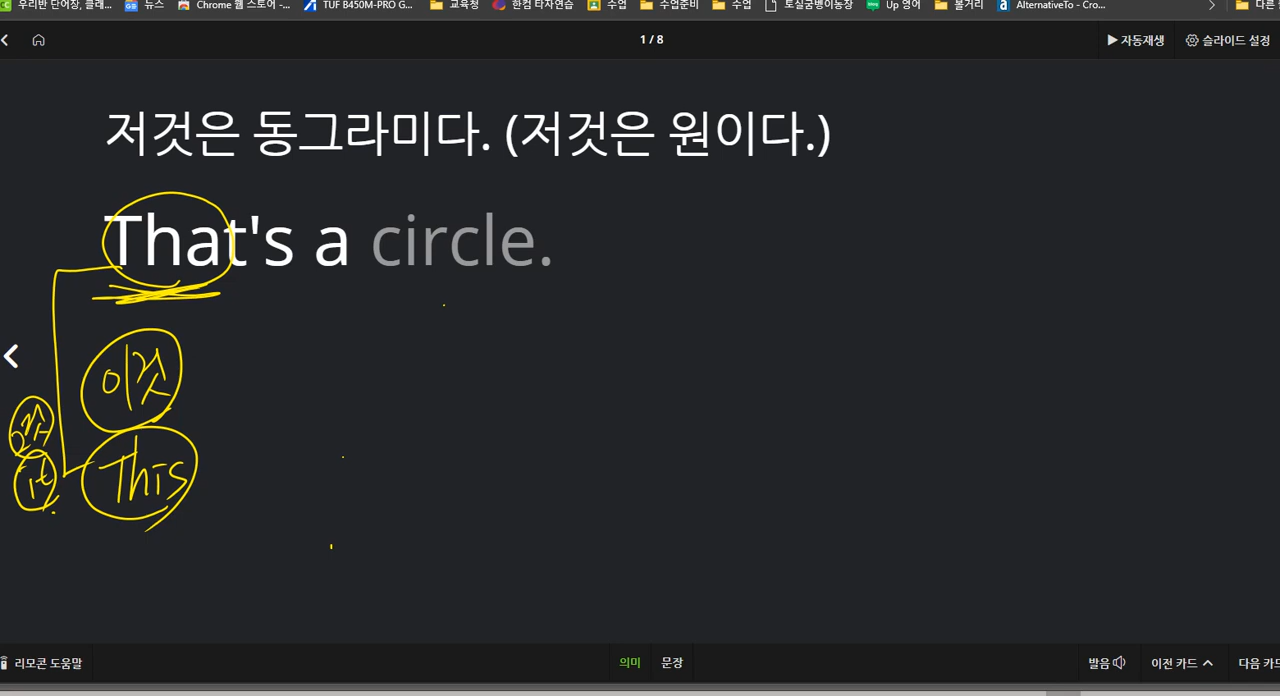 우리반 단어장, 클래... 뉴스 Chrome 웹 스토어 -... TUF B450M-PRO G... 교육청 한컴 타자연습 수업 수업준비 수업 토실굼벵이농장 Up 영어 볼거리 AlternativeTo - Cro... 다른
1 / 8
자동재생 슬라이드 설정
저것은 동그라미다. (저것은 원이다.)
That's a circle.
이것
그것
it
This
리모콘 도움말 의미 문장 발음 이전 카드 다음 카드